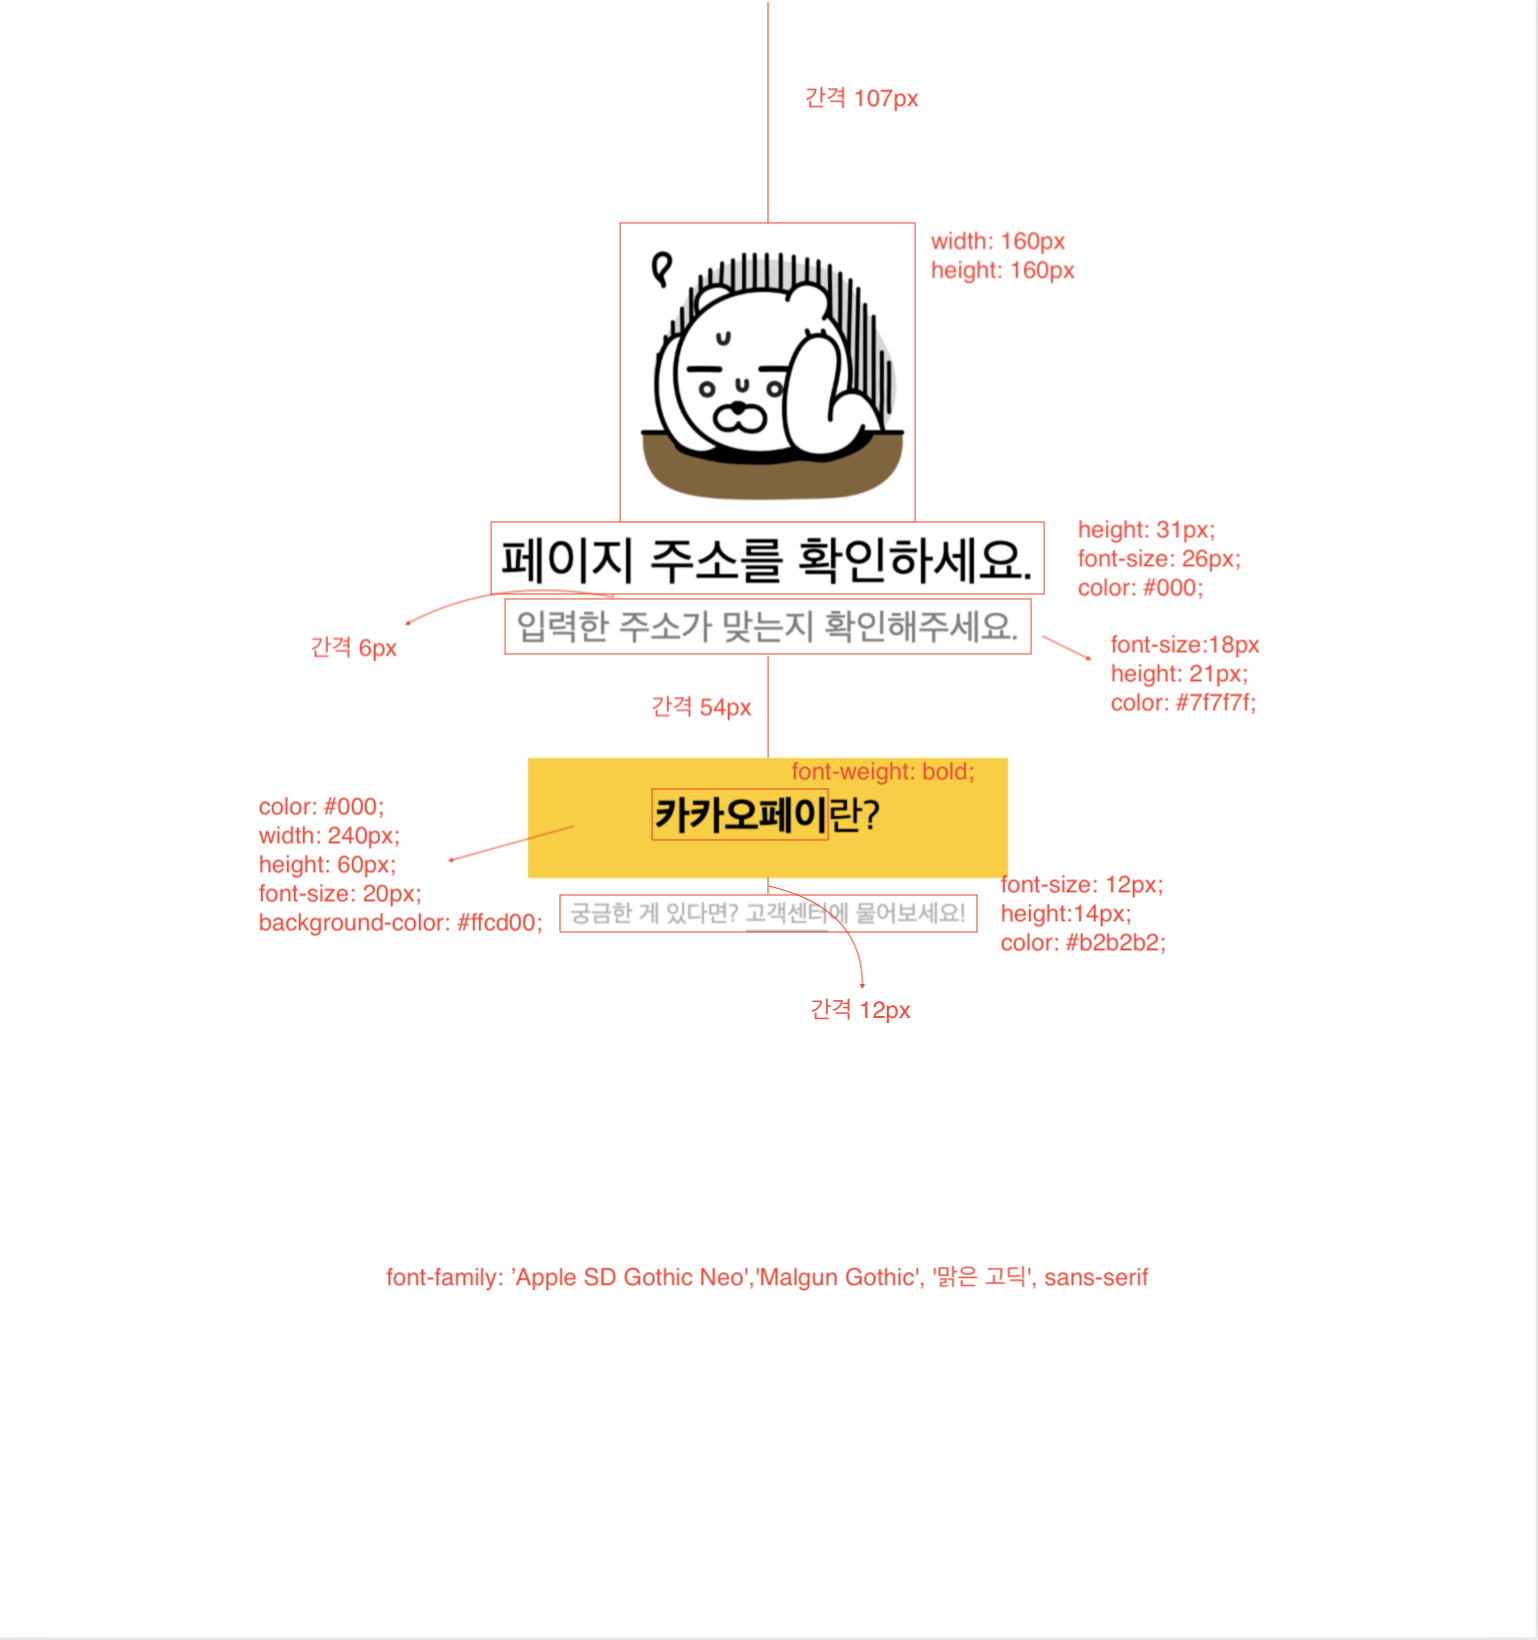 간격 107px
width: 160px
height: 160px
페이지 주소를 확인하세요.
height: 31px;
font-size: 26px;
color: #000;
입력한 주소가 맞는지 확인해주세요.
간격 6px
font-size:18px
height: 21px;
color: #7f7f7f;
간격 54px
font-weight: bold;
카카오페이란?
color: #000;
width: 240px;
height: 60px;
font-size: 20px;
background-color: #ffcd00;
궁금한 게 있다면? 고객센터에 물어보세요!
font-size: 12px;
height:14px;
color: #b2b2b2;
간격 12px
font-family: ’Apple SD Gothic Neo','Malgun Gothic', '맑은 고딕', sans-serif